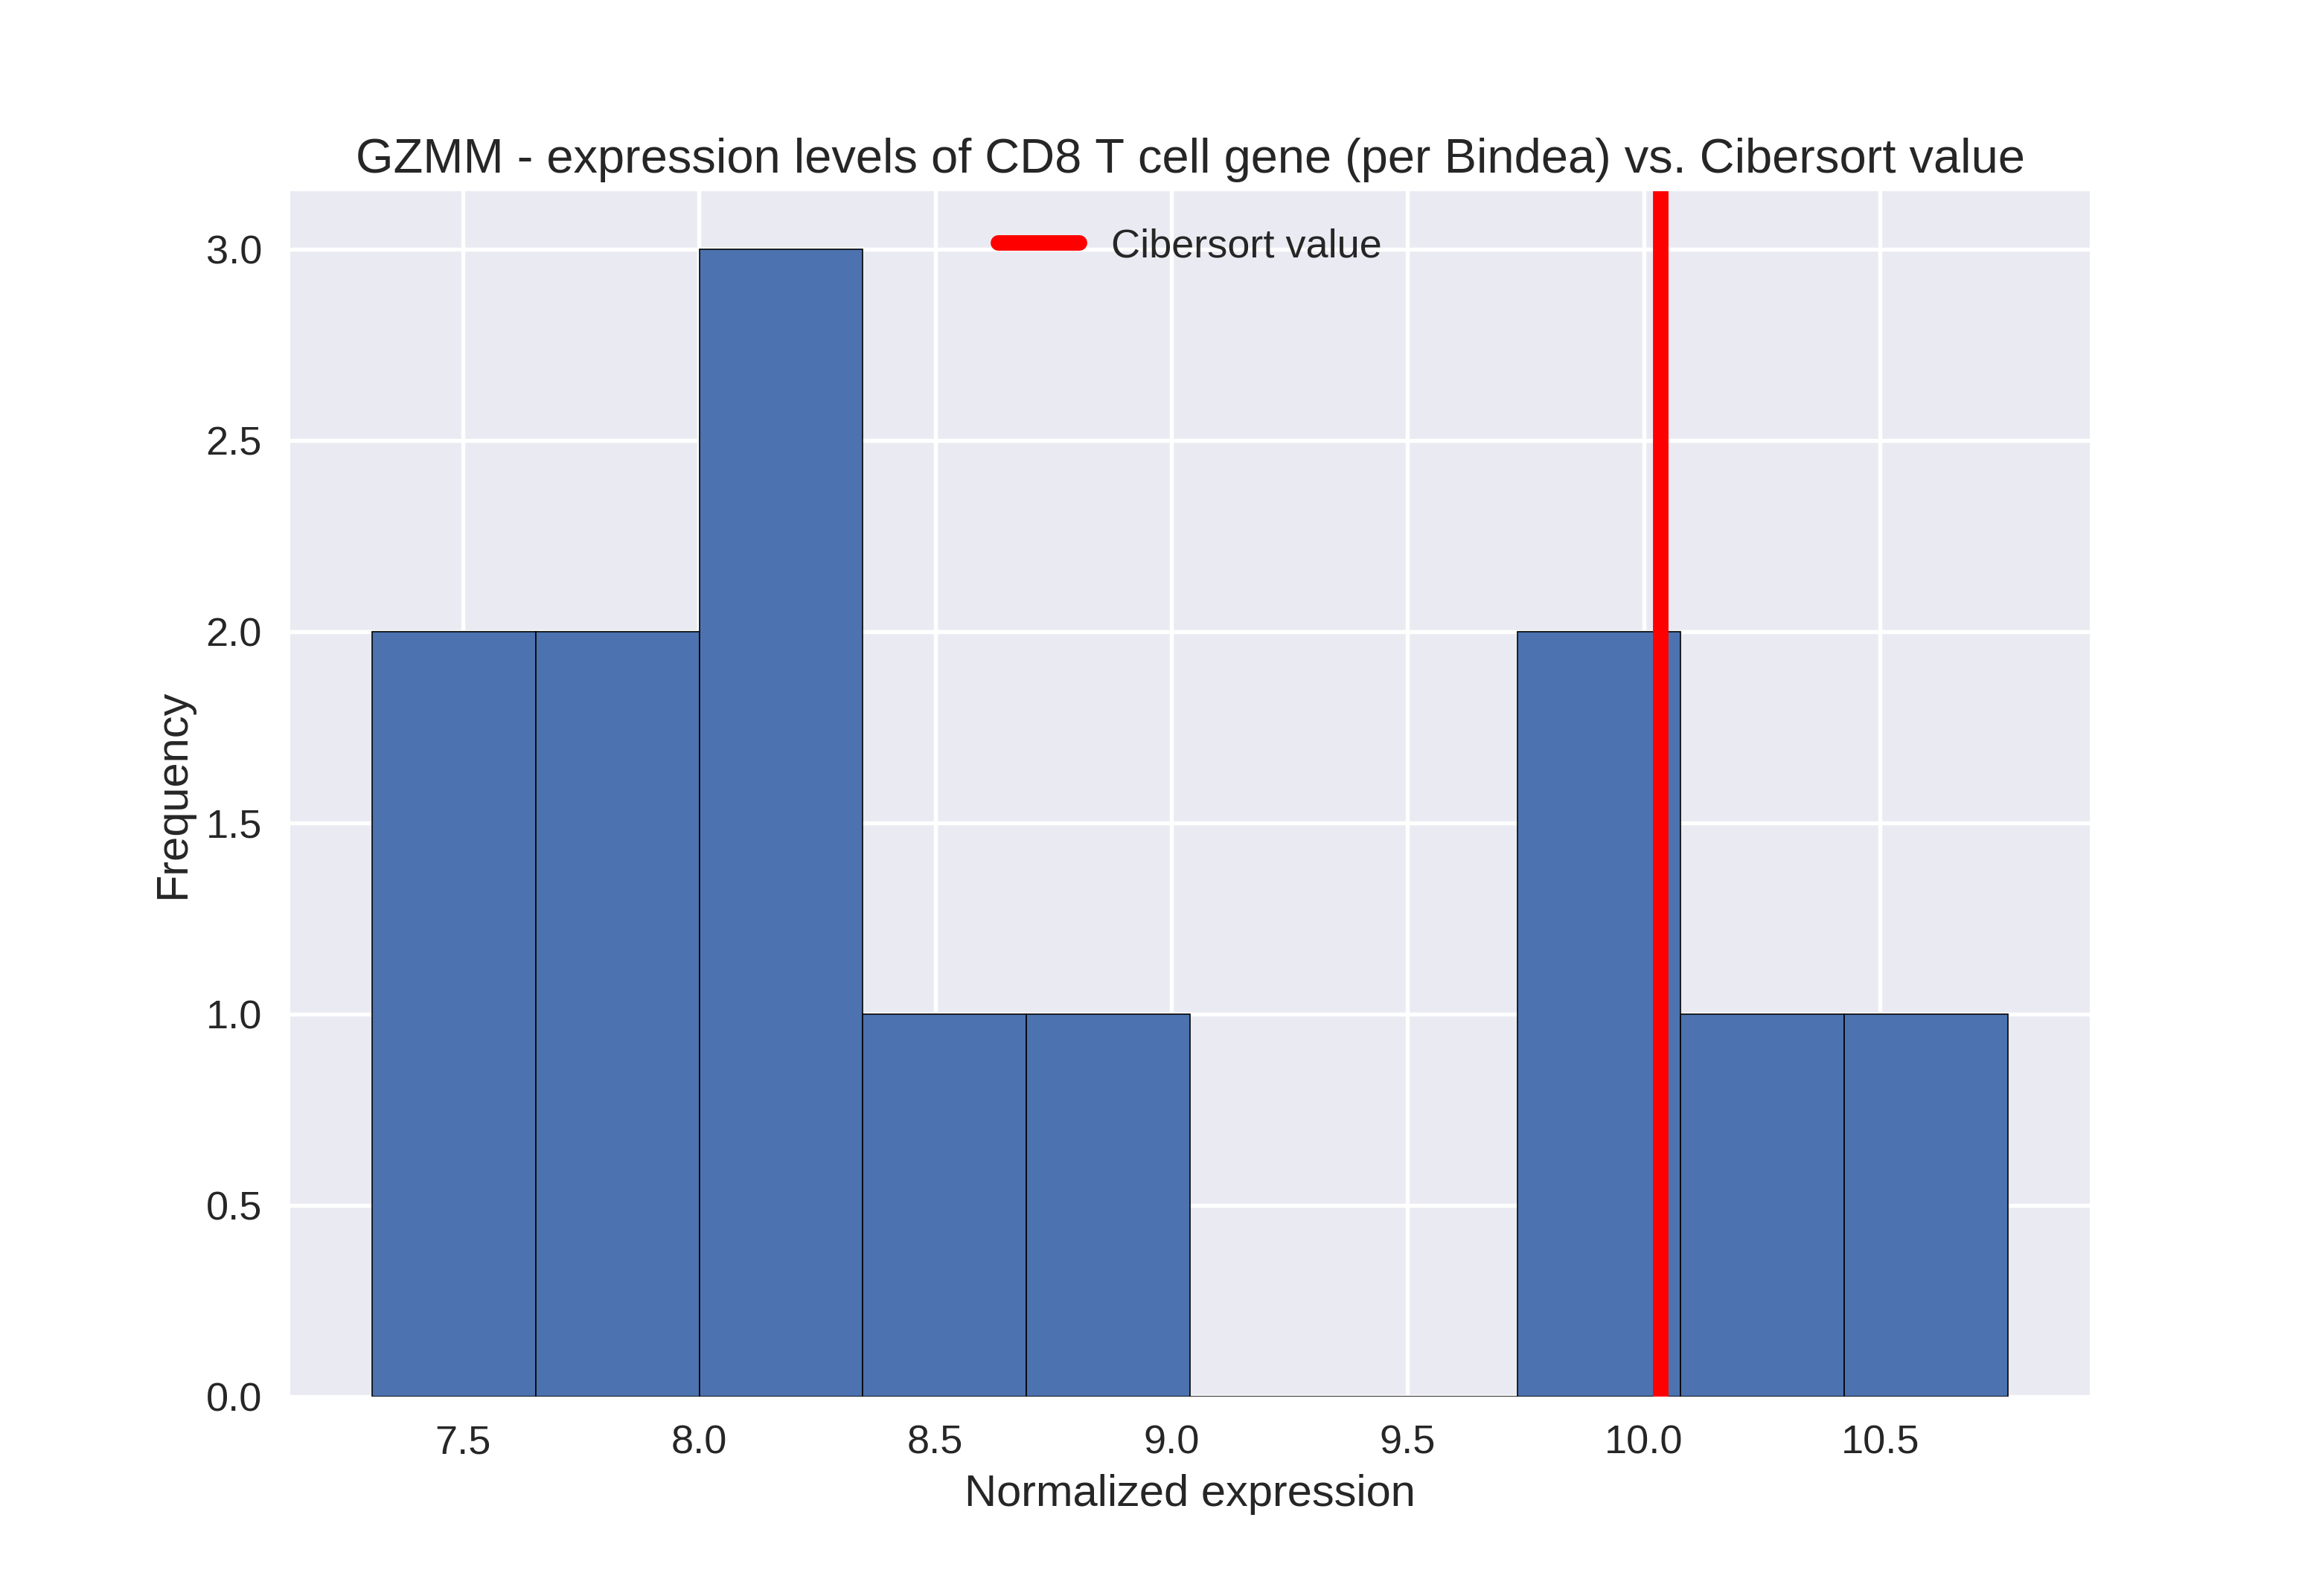 GZMM - expression levels of CD8 T cell gene (per Bindea) vs. Cibersort value
Cibersort value
3.0
2.5
2.0
1.5
1.0
0.5
0.0
Frequency
7.5 8.0 8.5 9.0 9.5 10.0 10.5
Normalized expression